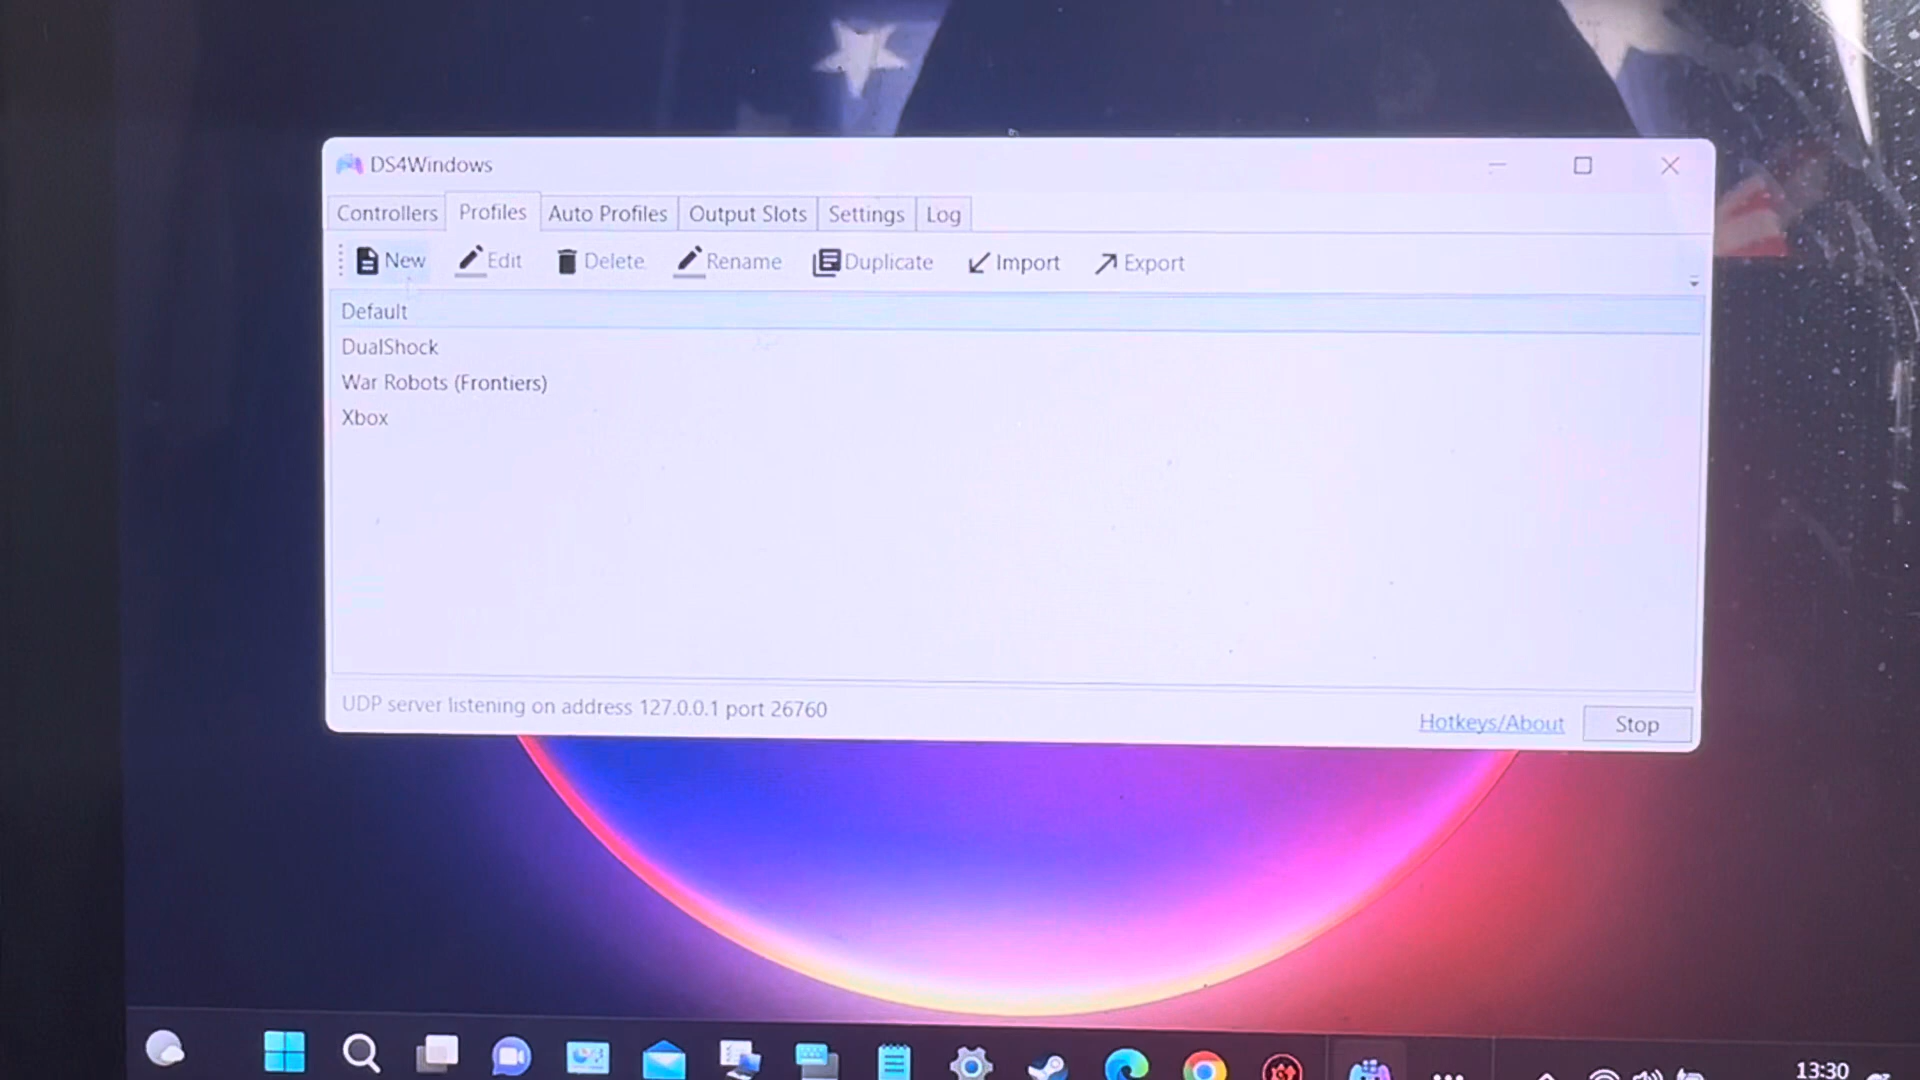 DS4Windows
Controllers Profiles Auto Profiles Output Slots Settings Log
New Edit Delete Rename Duplicate Import Export
Default
DualShock
War Robots (Frontiers)
Xbox
UDP server listening on address 127.0.0.1 port 26760
Hotkeys/About Stop
13:30